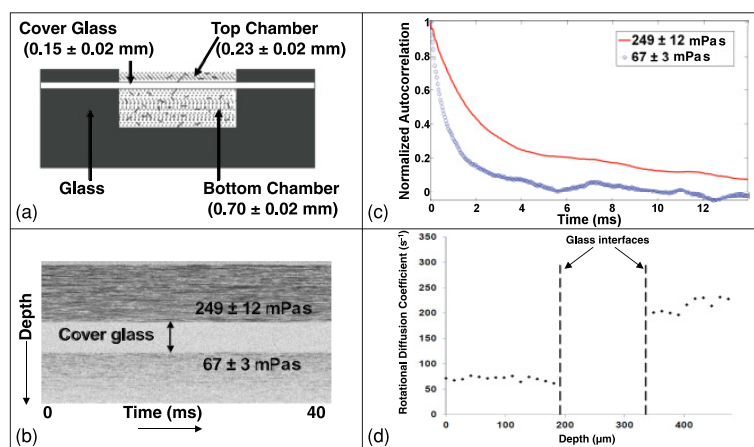 Cover Glass
(0.15 ± 0.02 mm)
Top Chamber
(0.23 ± 0.02 mm)
Glass
Bottom Chamber
(0.70 ± 0.02 mm)
(a)
Depth
249 ± 12 mPas
Cover glass
67 ± 3 mPas
0
Time (ms)
40
(b)
Normalized Autocorrelation
1
0.8
0.6
0.4
0.2
0
249 ± 12 mPas
67 ± 3 mPas
0 2 4 6 8 10 12
Time (ms)
(c)
Rotational Diffusion Coefficient (s⁻¹)
350
300
250
200
150
100
50
0
Glass interfaces
0 100 200 300 400
Depth (µm)
(d)